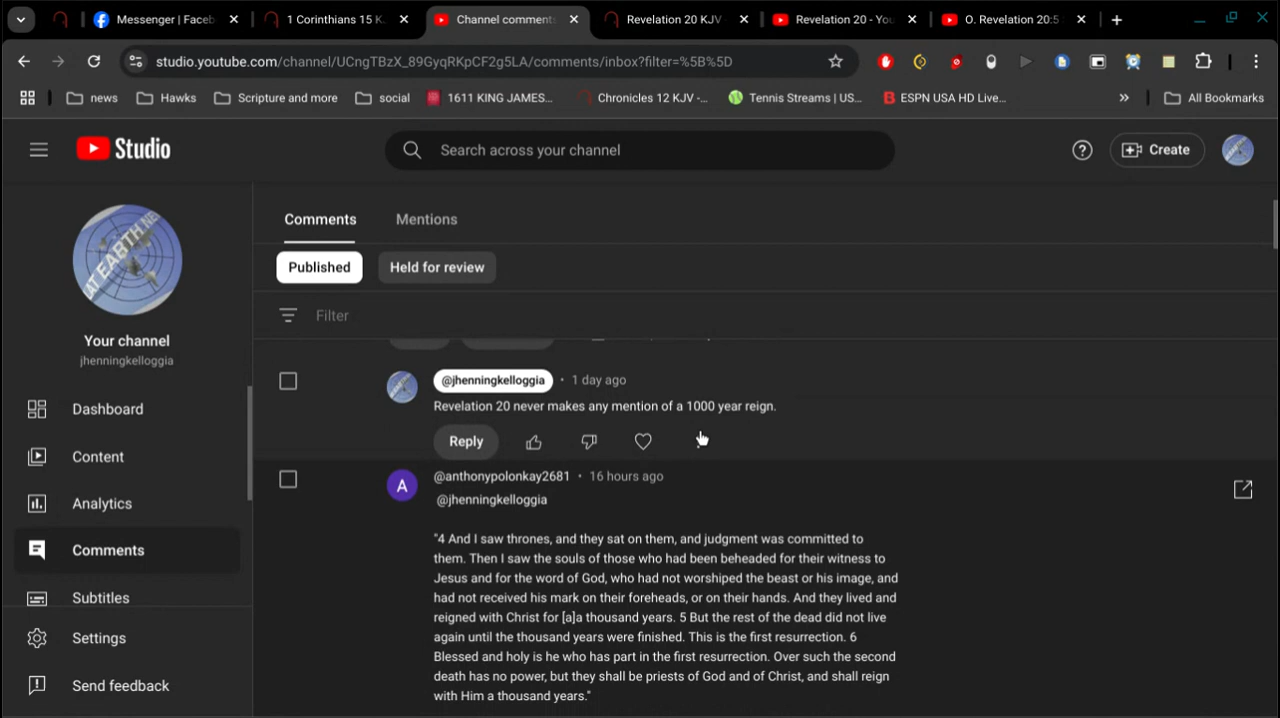 Messenger | Faceb
1 Corinthians 15 K
Channel comment
Revelation 20 KJV
Revelation 20 - You
O. Revelation 20:5
studio.youtube.com/channel/UCngTBzX_89GyqRKpCF2g5LA/comments/inbox?filter=%5B%5D
news
Hawks
Scripture and more
social
1611 KING JAMES...
Chronicles 12 KJV -...
Tennis Streams | US...
ESPN USA HD Live...
»
All Bookmarks
Studio
Search across your channel
Create
AT EARTH.NE
Your channel
jhenningkelloggia
Dashboard
Content
Analytics
Comments
Subtitles
Settings
Send feedback
Comments
Mentions
Published
Held for review
Filter
@jhenningkelloggia • 1 day ago
Revelation 20 never makes any mention of a 1000 year reign.
Reply
A
@anthonypolonkay2681 • 16 hours ago
@jhenningkelloggia
"4 And I saw thrones, and they sat on them, and judgment was committed to
them. Then I saw the souls of those who had been beheaded for their witness to
Jesus and for the word of God, who had not worshiped the beast or his image, and
had not received his mark on their foreheads, or on their hands. And they lived and
reigned with Christ for [a]a thousand years. 5 But the rest of the dead did not live
again until the thousand years were finished. This is the first resurrection. 6
Blessed and holy is he who has part in the first resurrection. Over such the second
death has no power, but they shall be priests of God and of Christ, and shall reign
with Him a thousand years."